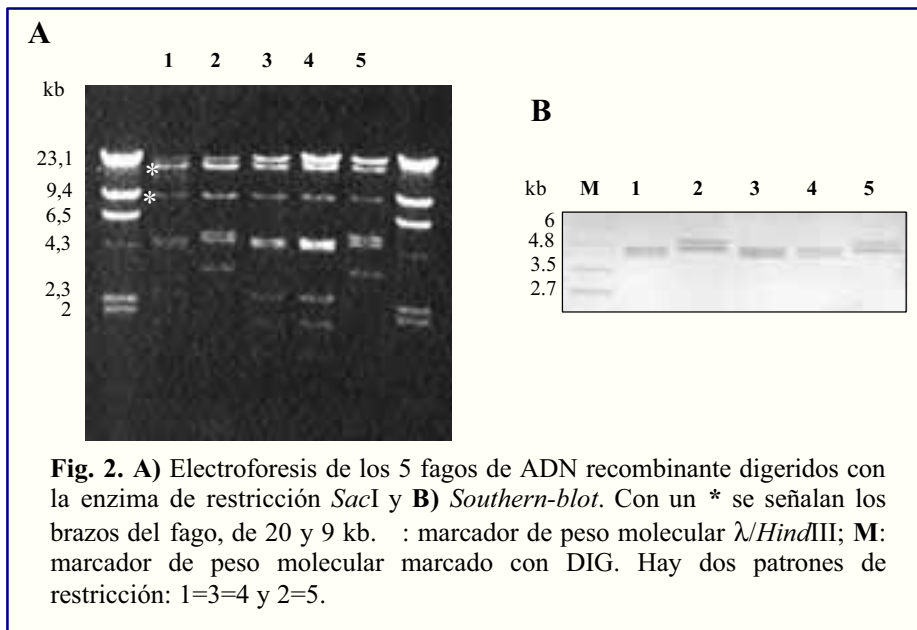 A
1 2 3 4 5
kb
23,1
*
9,4
*
6,5
4,3
2,3
2
B
kb M 1 2 3 4 5
6
4.8
3.5
2.7
Fig. 2. A) Electroforesis de los 5 fagos de ADN recombinante digeridos con
la enzima de restricción SacI y B) Southern-blot. Con un * se señalan los
brazos del fago, de 20 y 9 kb. : marcador de peso molecular λ/HindIII; M:
marcador de peso molecular marcado con DIG. Hay dos patrones de
restricción: 1=3=4 y 2=5.